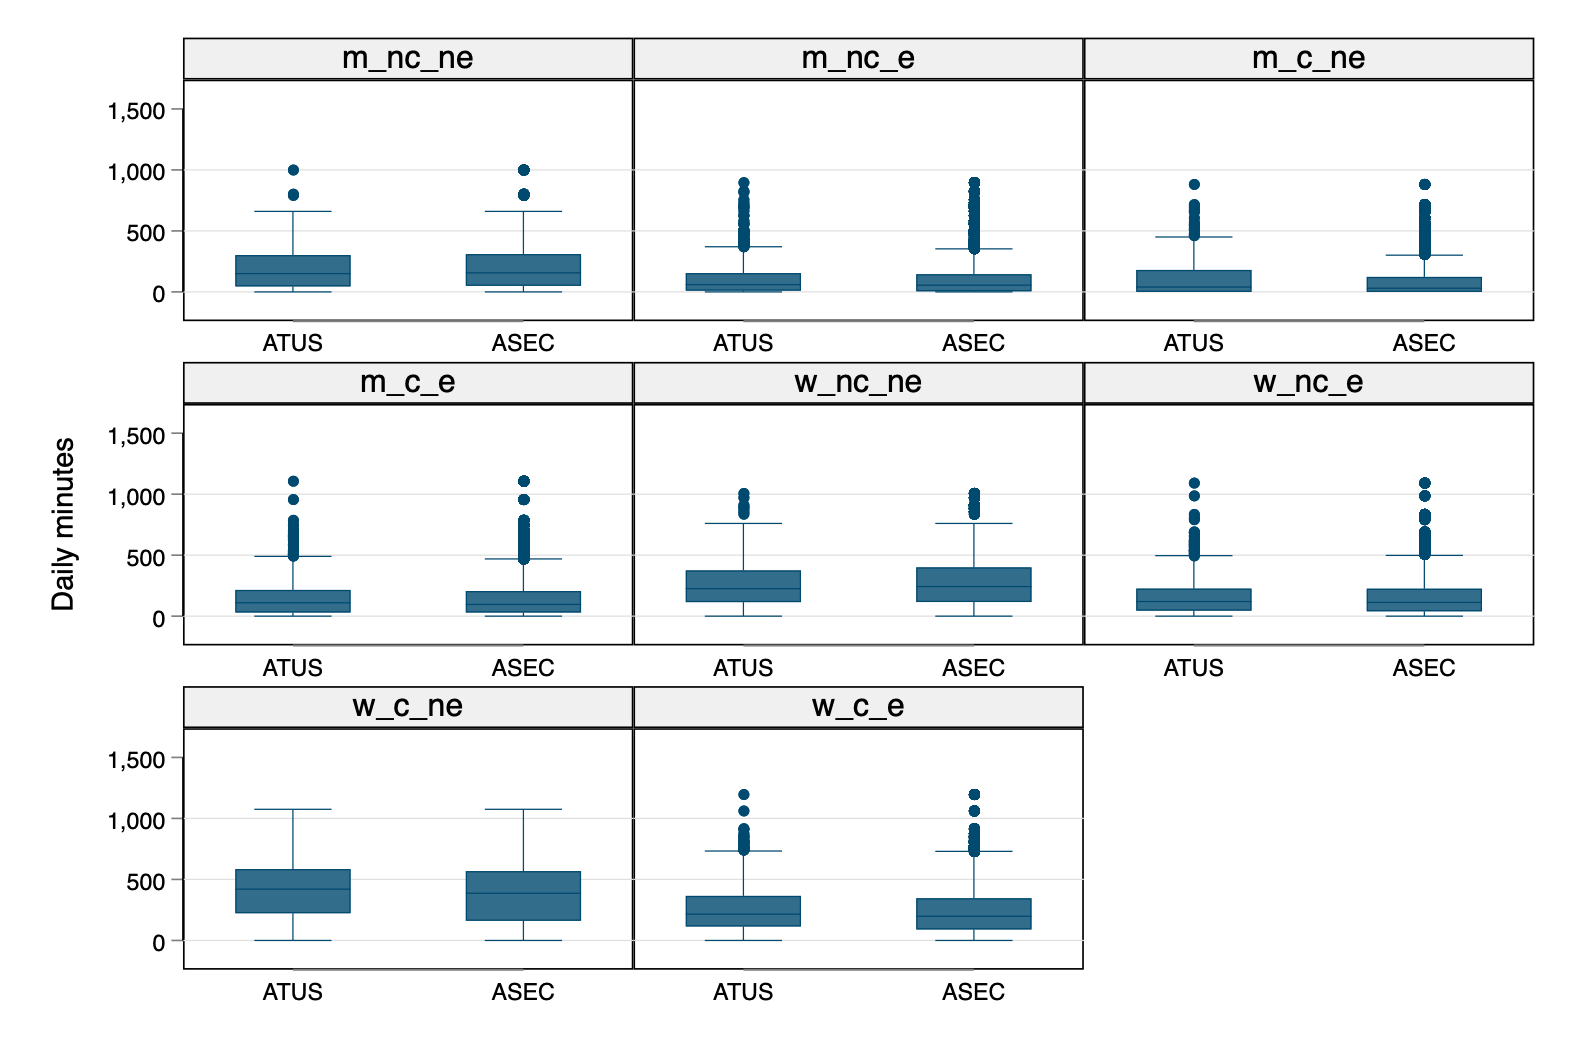 m_nc_ne m_nc_e m_c_ne
1,500
1,000
500
0
ATUS ASEC ATUS ASEC ATUS ASEC
m_c_e w_nc_ne w_nc_e
Daily minutes
1,500
1,000
500
0
ATUS ASEC ATUS ASEC ATUS ASEC
w_c_ne w_c_e
1,500
1,000
500
0
ATUS ASEC ATUS ASEC